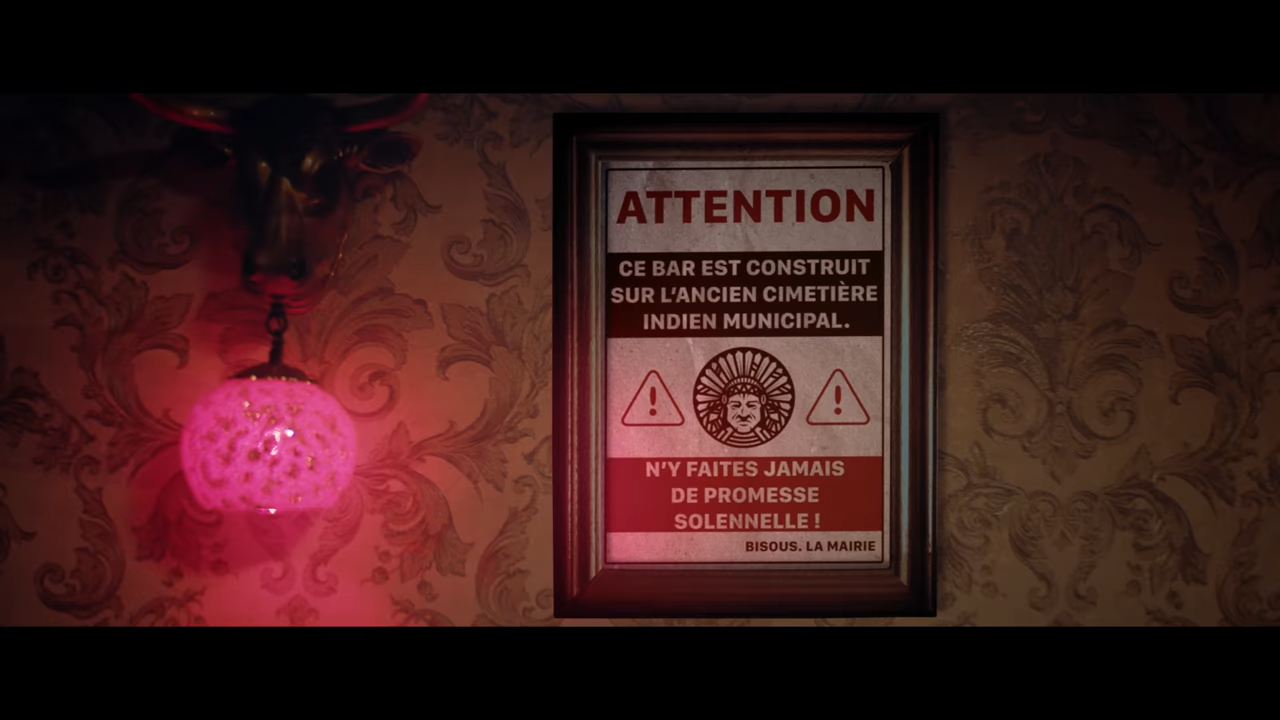 ATTENTION
CE BAR EST CONSTRUIT
SUR L'ANCIEN CIMETIÈRE
INDIEN MUNICIPAL.
N'Y FAITES JAMAIS
DE PROMESSE
SOLENNELLE !
BISOUS. LA MAIRIE